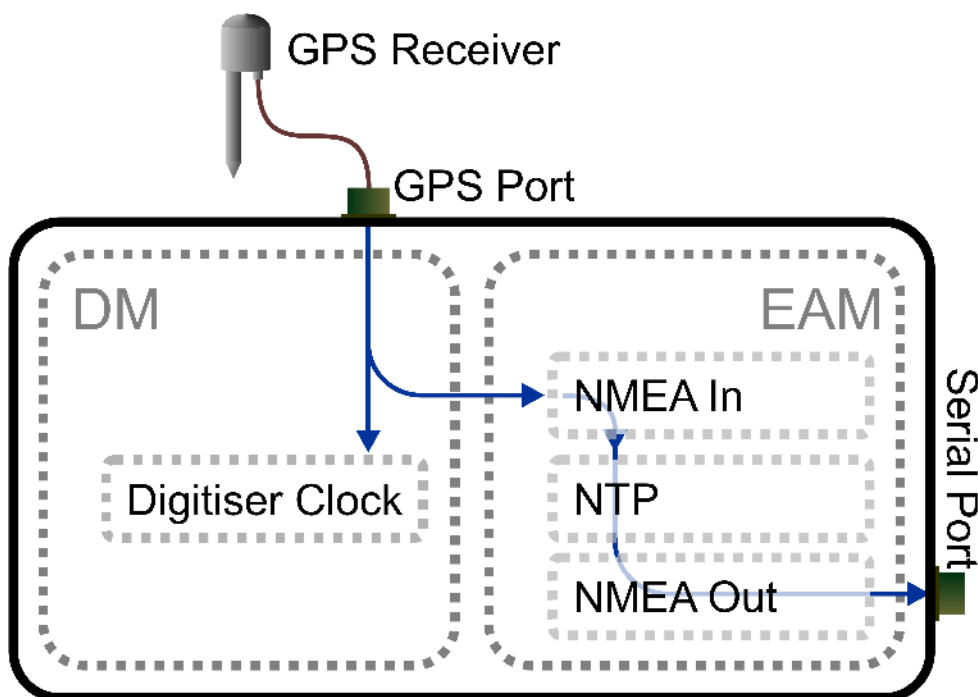 GPS Receiver
GPS Port
DM
EAM
NMEA In
Digitiser Clock
NTP
NMEA Out
Serial Port